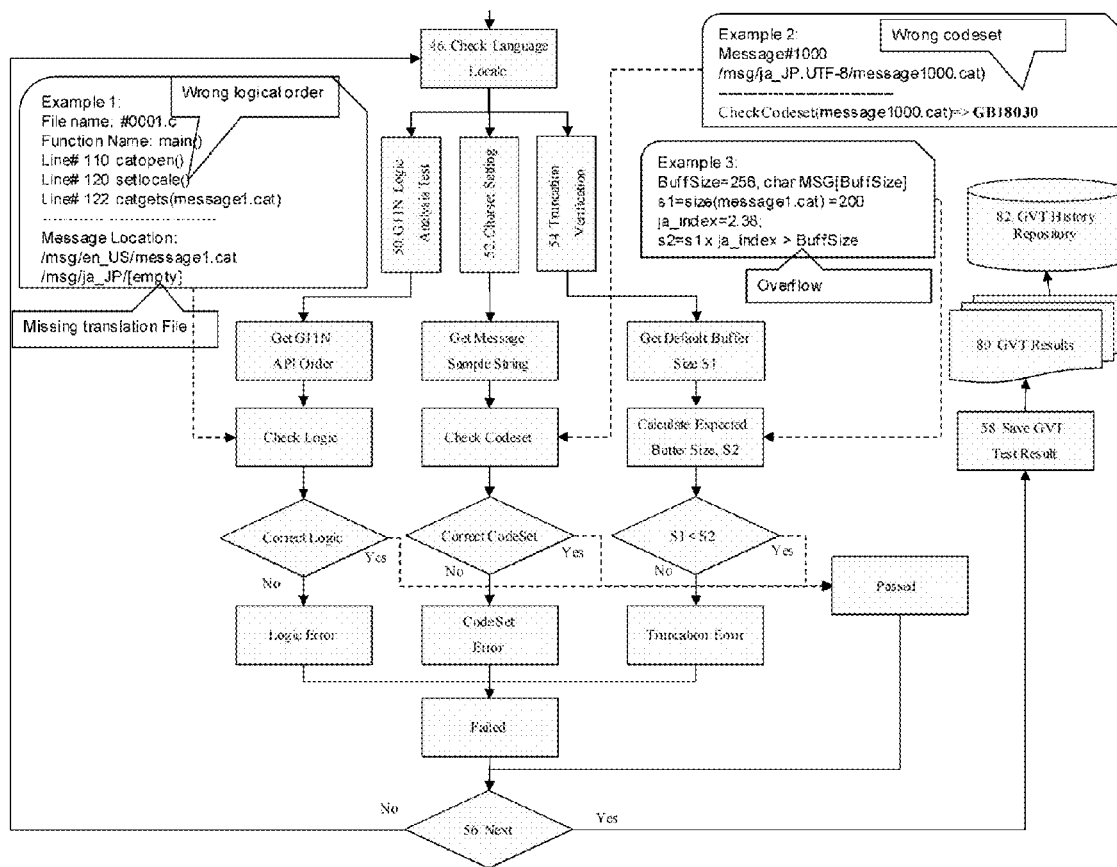 46. Check Language
Locale
Example 1:
File name: #0001.c
Function Name: main()
Line# 110 catopen()
Line# 120 setlocale()
Line# 122 catgets(message1.cat)
Message Location:
/msg/en_US/message1.cat
/msg/ja_JP/[empty]
Wrong logical order
Missing translation File
Example 2:
Message#1000
/msg/ja_JP.UTF-8/message1000.cat)
CheckCodeset(message1000.cat)=> GB18030
Wrong codeset
50. G11N Logic
Analysis Test
52. Charset Setting
54 Truncation
Verification
Example 3:
BuffSize=256, char MSG[BuffSize]
s1=size(message1.cat) =200
ja_index=2.38;
s2=s1 x ja_index > BuffSize
Overflow
82. GVT History
Repository
80 GVT Results
58 Save GVT
Test Result
Get G11N
API Order
Get Message
Sample String
Get Default Buffer
Size S1
Check Logic
Check Codeset
Calculate Expected
Buffer Size, S2
Correct Logic
Yes
No
Correct CodeSet
Yes
No
S1 < S2
Yes
No
Passed
Logic Error
CodeSet
Error
Truncation Error
Failed
56 Next
No
Yes